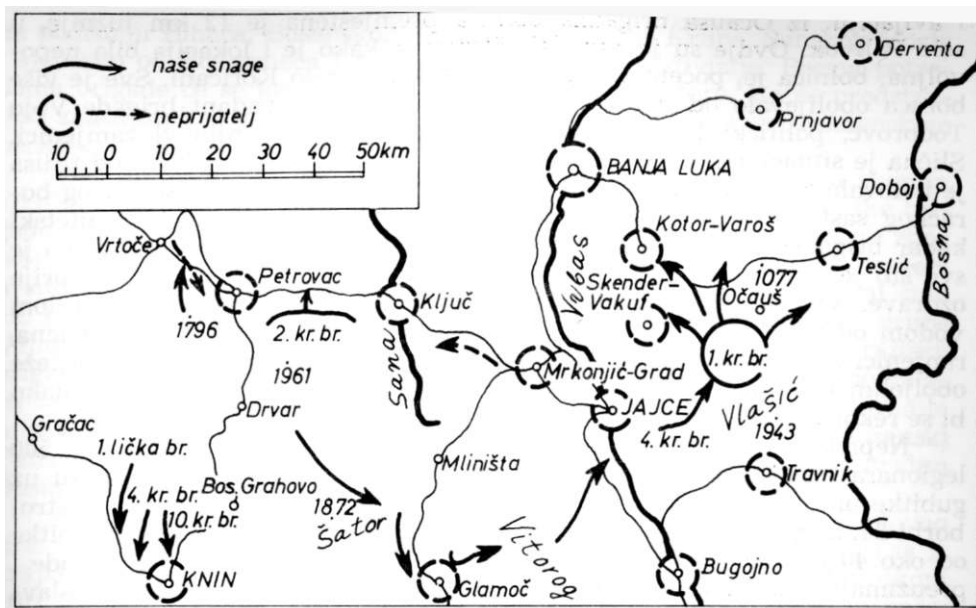 naše snage
neprijatelj
10 0 10 20 30 50km
Derventa
Prnjavor
BANJA LUKA
Doboj
Kotor-Varoš
Vrbas
Bosna
Teslić
Vrtoče
Petrovac
Ključ
Skender-
Vakuf
1077
Očauš
1796
2. kr. br.
Sana
1. kr. br.
1961
Mrkonjić-Grad
JAJCE
Vlašić
4. kr. br.
1943
Drvar
Gračac
1. lička br.
Mliništa
Travnik
4. kr. br.
Bos. Grahovo
10. kr. br.
1872
Šator
Vitorog
KNIN
Glamoč
Bugojno